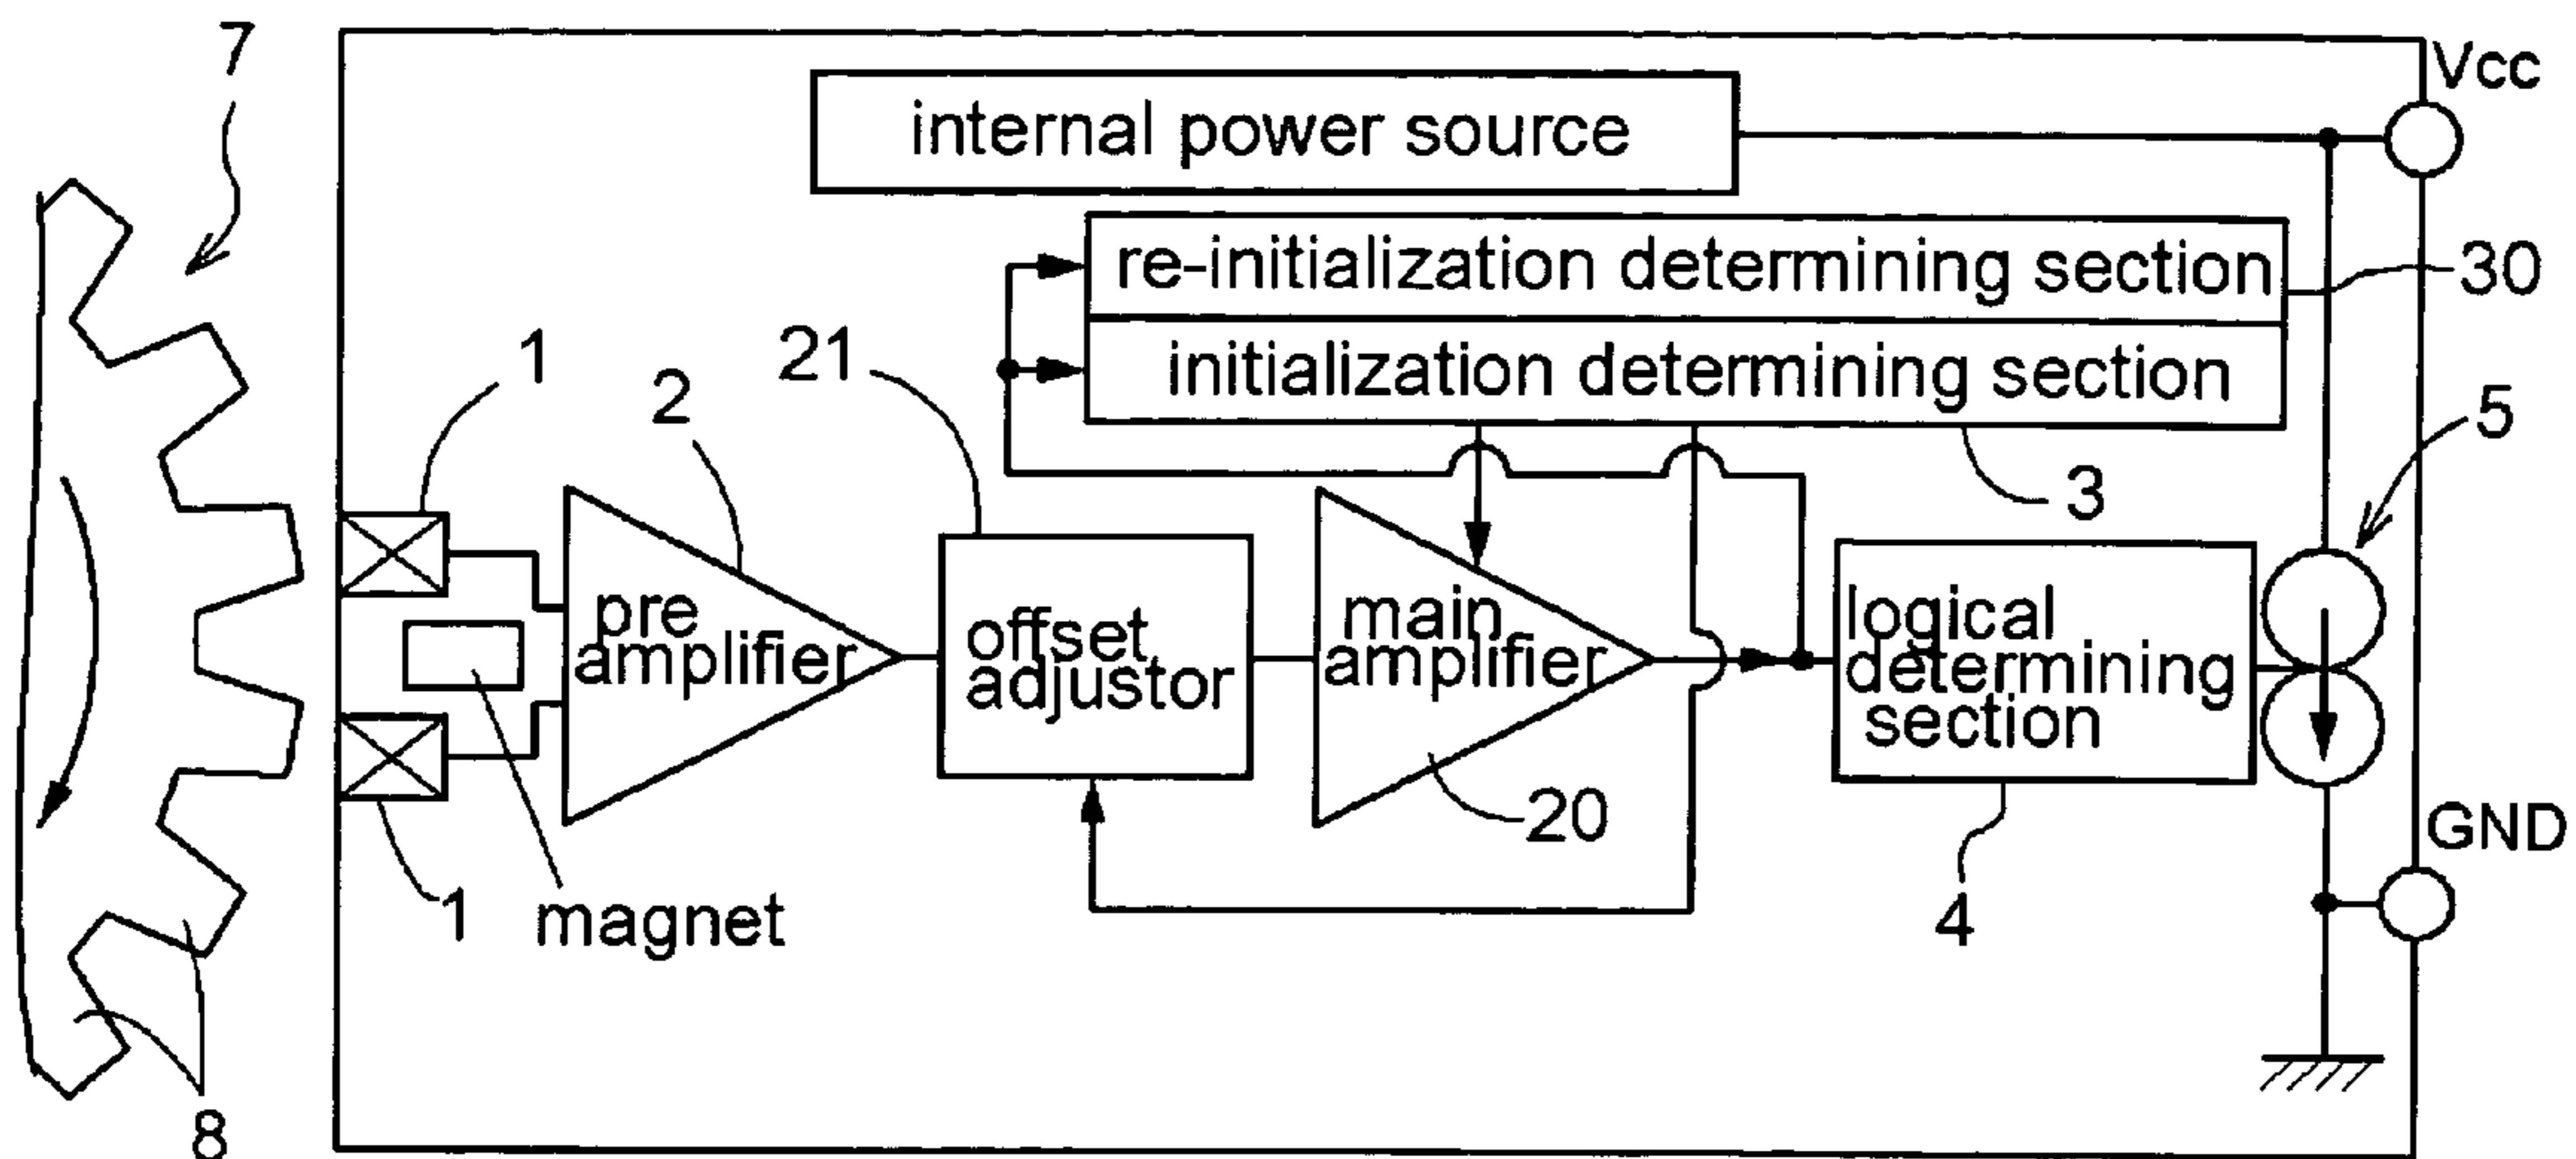 7
Vcc
internal power source
re-initialization determining section
30
initialization determining section
1
2
21
5
3
pre
amplifier
offset
adjustor
main
amplifier
logical
determining
section
20
GND
1
magnet
4
8